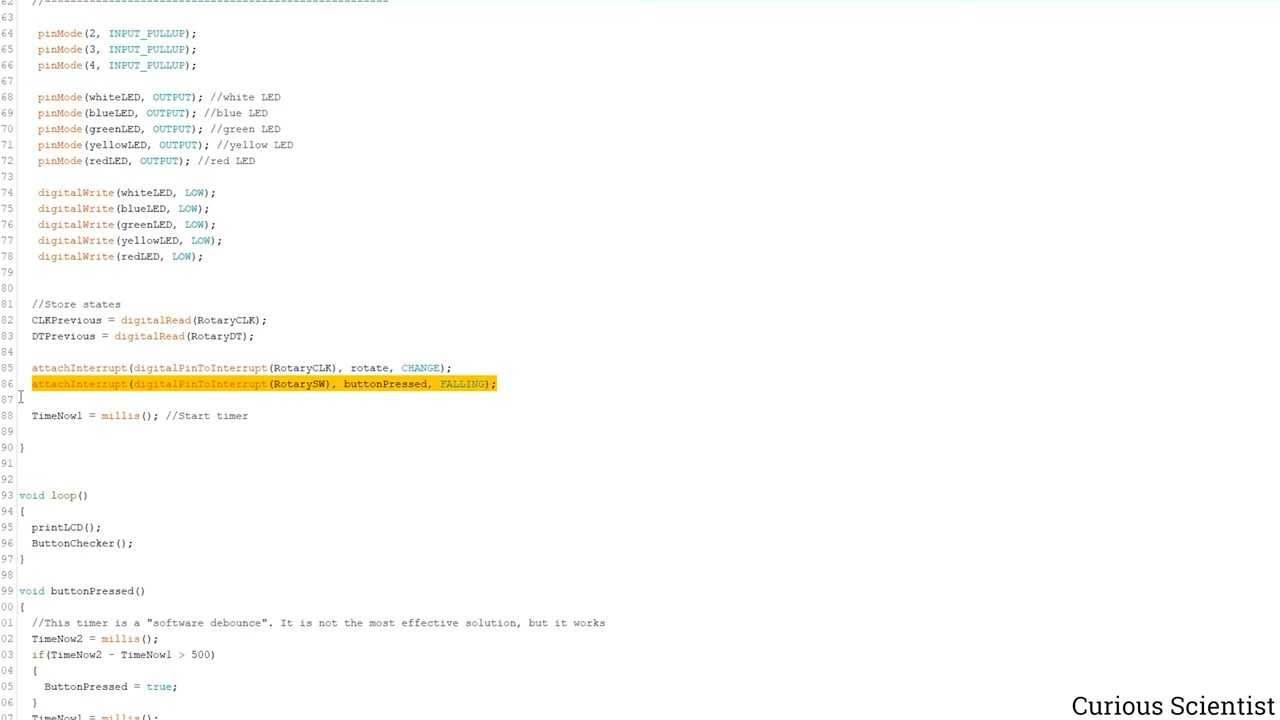 62 //------------------------------------------------------
63
64 pinMode(2, INPUT_PULLUP);
65 pinMode(3, INPUT_PULLUP);
66 pinMode(4, INPUT_PULLUP);
67
68 pinMode(whiteLED, OUTPUT); //white LED
69 pinMode(blueLED, OUTPUT); //blue LED
70 pinMode(greenLED, OUTPUT); //green LED
71 pinMode(yellowLED, OUTPUT); //yellow LED
72 pinMode(redLED, OUTPUT); //red LED
73
74 digitalWrite(whiteLED, LOW);
75 digitalWrite(blueLED, LOW);
76 digitalWrite(greenLED, LOW);
77 digitalWrite(yellowLED, LOW);
78 digitalWrite(redLED, LOW);
79
80
81 //Store states
82 CLKPrevious = digitalRead(RotaryCLK);
83 DTPrevious = digitalRead(RotaryDT);
84
85 attachInterrupt(digitalPinToInterrupt(RotaryCLK), rotate, CHANGE);
86 attachInterrupt(digitalPinToInterrupt(RotarySW), buttonPressed, FALLING);
87
88 TimeNow1 = millis(); //Start timer
89
90 }
91
92
93 void loop()
94 {
95 printLCD();
96 ButtonChecker();
97 }
98
99 void buttonPressed()
00 {
01 //This timer is a "software debounce". It is not the most effective solution, but it works
02 TimeNow2 = millis();
03 if(TimeNow2 - TimeNow1 > 500)
04 {
05 ButtonPressed = true;
06 }
07 TimeNow1 = millis();
Curious Scientist